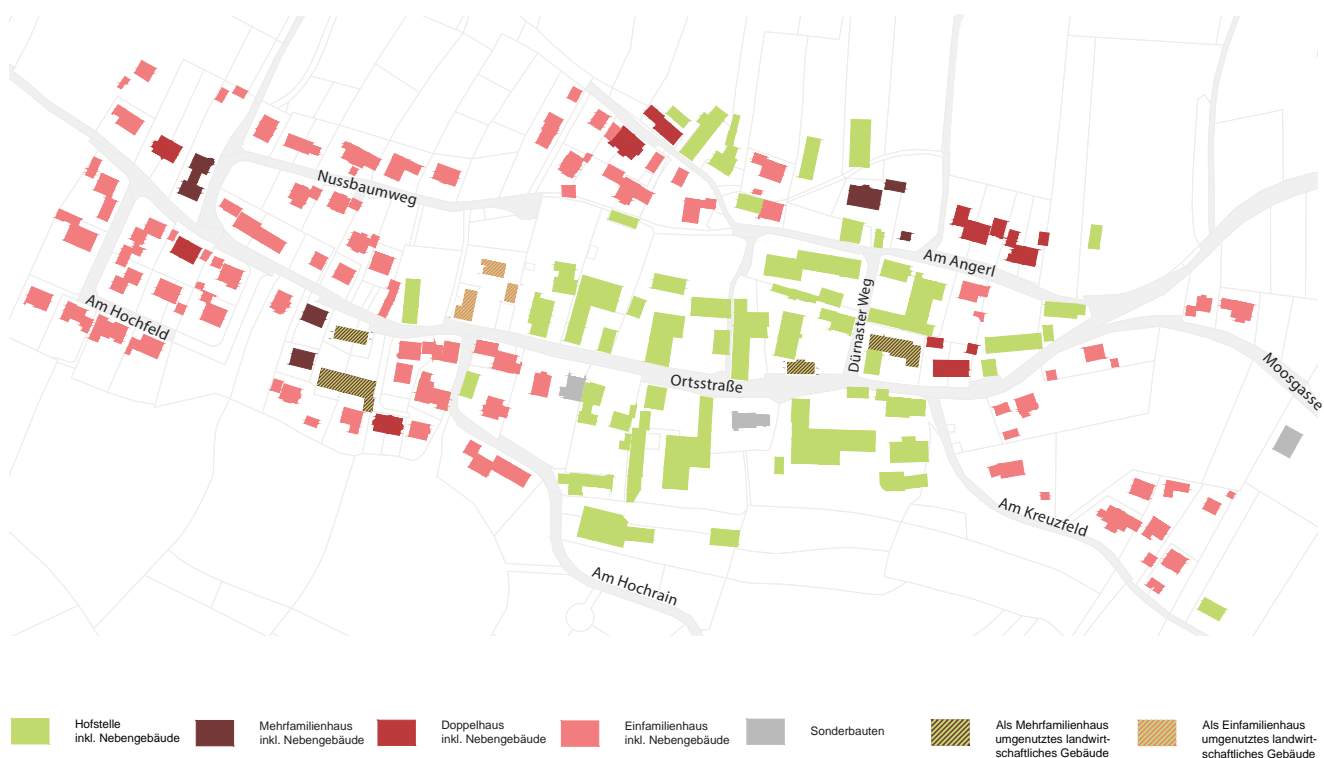 Nussbaumweg
Am Angerl
Am Hochfeld
Dürnaster Weg
Ortsstraße
Moosgasse
Am Kreuzfeld
Am Hochrain
Hofstelle
inkl. Nebengebäude
Mehrfamilienhaus
inkl. Nebengebäude
Doppelhaus
inkl. Nebengebäude
Einfamilienhaus
inkl. Nebengebäude
Sonderbauten
Als Mehrfamilienhaus
umgenutztes landwirt-
schaftliches Gebäude
Als Einfamilienhaus
umgenutztes landwirt-
schaftliches Gebäude